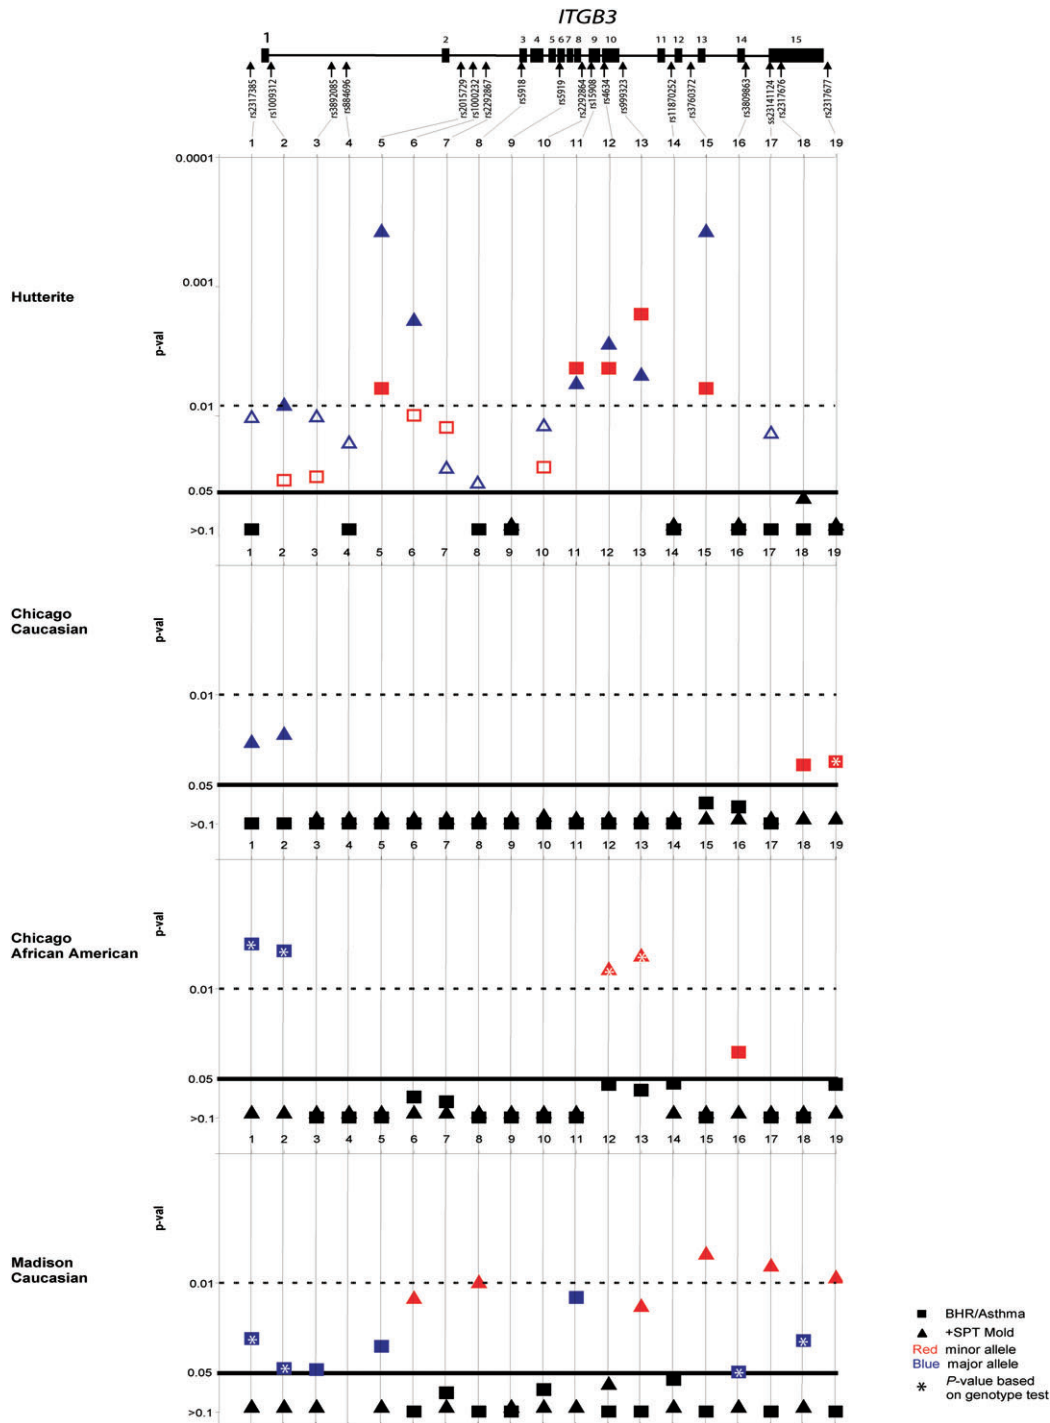 ITGB3
1 2 3 4 5 6 7 8 9 10 11 12 13 14 15
rs2317385 rs1009312 rs3892085 rs884696 rs2015729 rs1000232 rs2292867 rs5918 rs5919 rs2292864 rs15908 rs4634 rs999323 rs11870252 rs3760372 rs3809863 ss23141124 rs2317676 rs2317677
1 2 3 4 5 6 7 8 9 10 11 12 13 14 15 16 17 18 19
0.0001
0.001
Hutterite
p-val
0.01
0.05
>0.1
1 2 3 4 5 6 7 8 9 10 11 12 13 14 15 16 17 18 19
Chicago
Caucasian
p-val
0.01
0.05
>0.1
1 2 3 4 5 6 7 8 9 10 11 12 13 14 15 16 17 18 19
Chicago
African American
p-val
0.01
0.05
>0.1
1 2 3 4 5 6 7 8 9 10 11 12 13 14 15 16 17 18 19
Madison
Caucasian
p-val
0.01
0.05
>0.1
BHR/Asthma
+SPT Mold
Red minor allele
Blue major allele
* P-value based
on genotype test